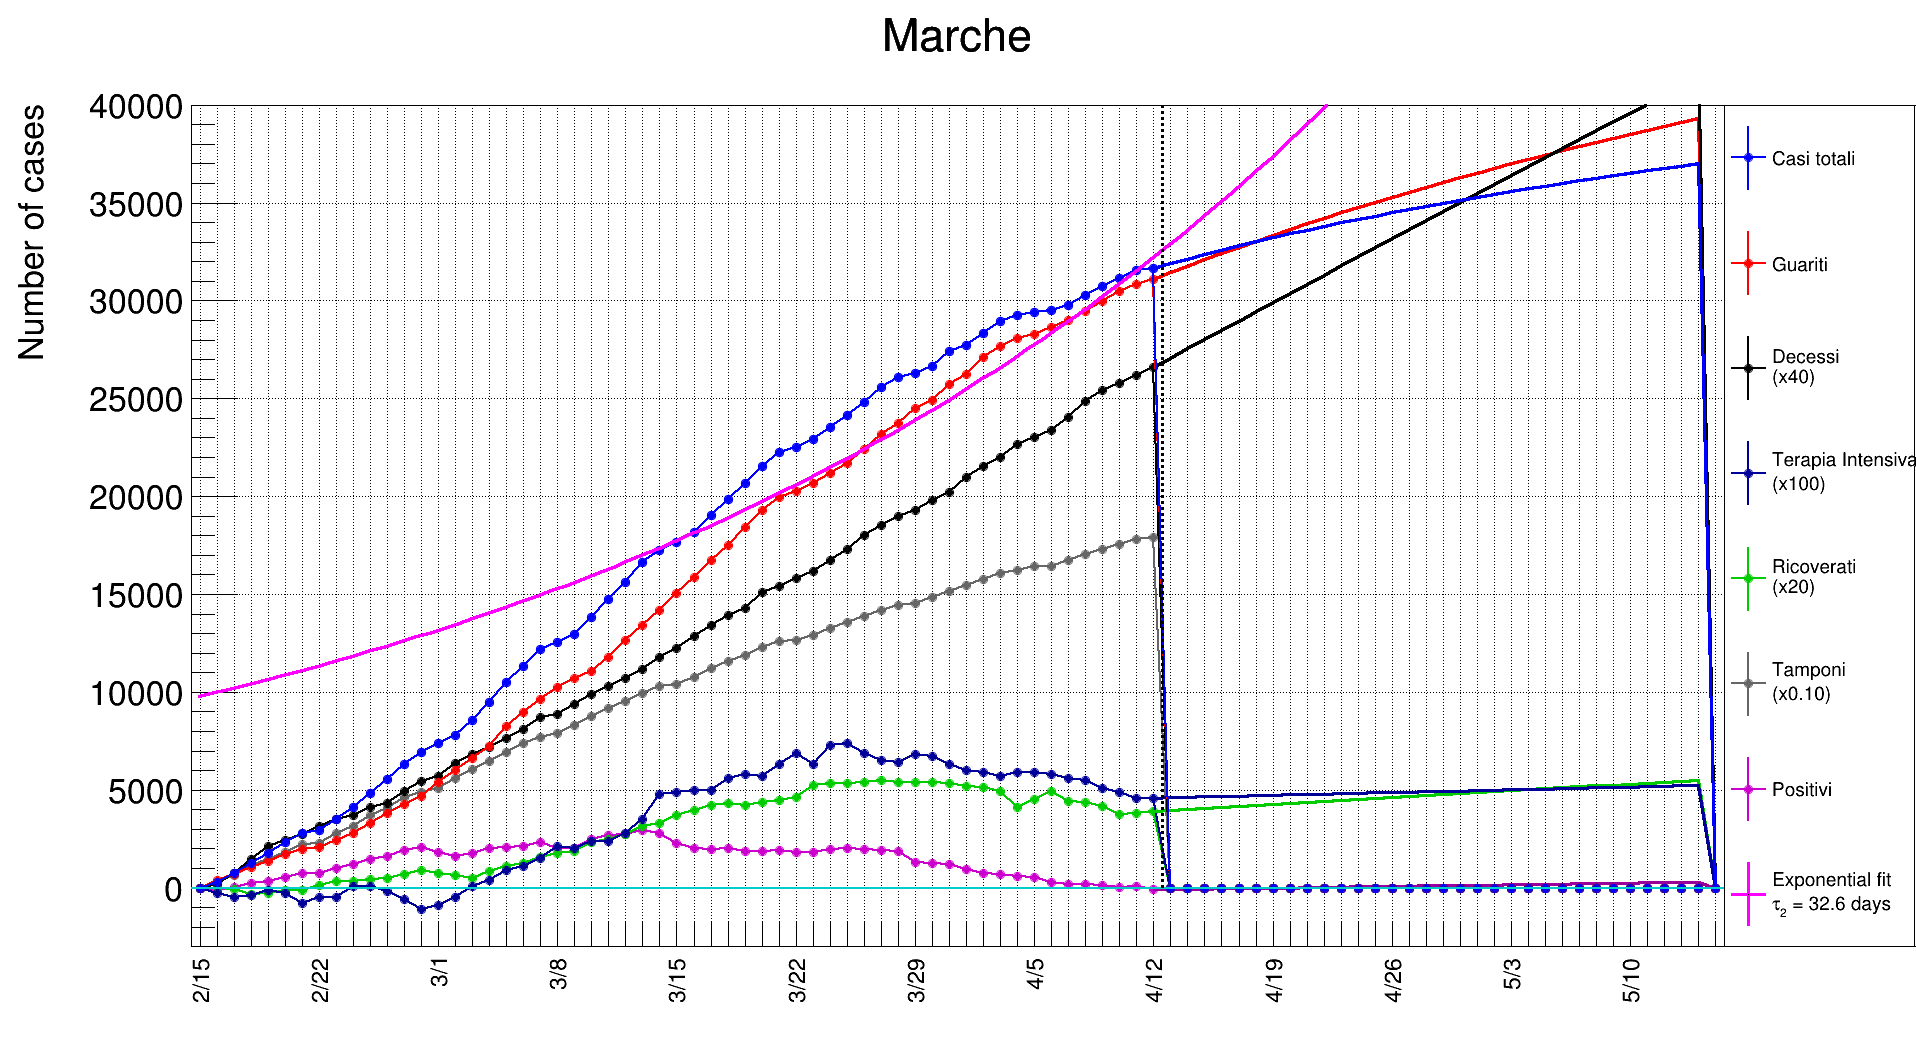 Marche
Number of cases
40000
35000
30000
25000
20000
15000
10000
5000
0
2/15
2/22
3/1
3/8
3/15
3/22
3/29
4/5
4/12
4/19
4/26
5/3
5/10
Casi totali
Guariti
Decessi
(x40)
Terapia Intensiva
(x100)
Ricoverati
(x20)
Tamponi
(x0.10)
Positivi
Exponential fit
τ2 = 32.6 days